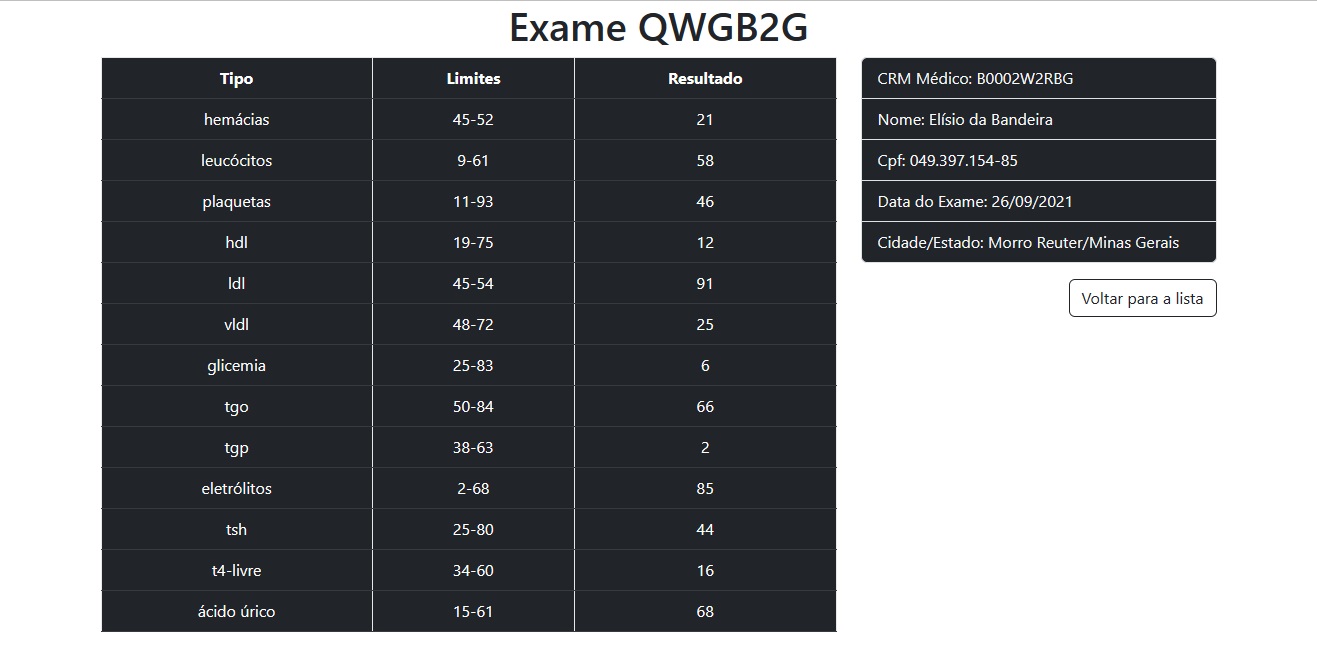 Exame QWGB2G
Tipo Limites Resultado
hemácias 45-52 21
leucócitos 9-61 58
plaquetas 11-93 46
hdl 19-75 12
ldl 45-54 91
vldl 48-72 25
glicemia 25-83 6
tgo 50-84 66
tgp 38-63 2
eletrólitos 2-68 85
tsh 25-80 44
t4-livre 34-60 16
ácido úrico 15-61 68
CRM Médico: B0002W2RBG
Nome: Elísio da Bandeira
Cpf: 049.397.154-85
Data do Exame: 26/09/2021
Cidade/Estado: Morro Reuter/Minas Gerais
Voltar para a lista